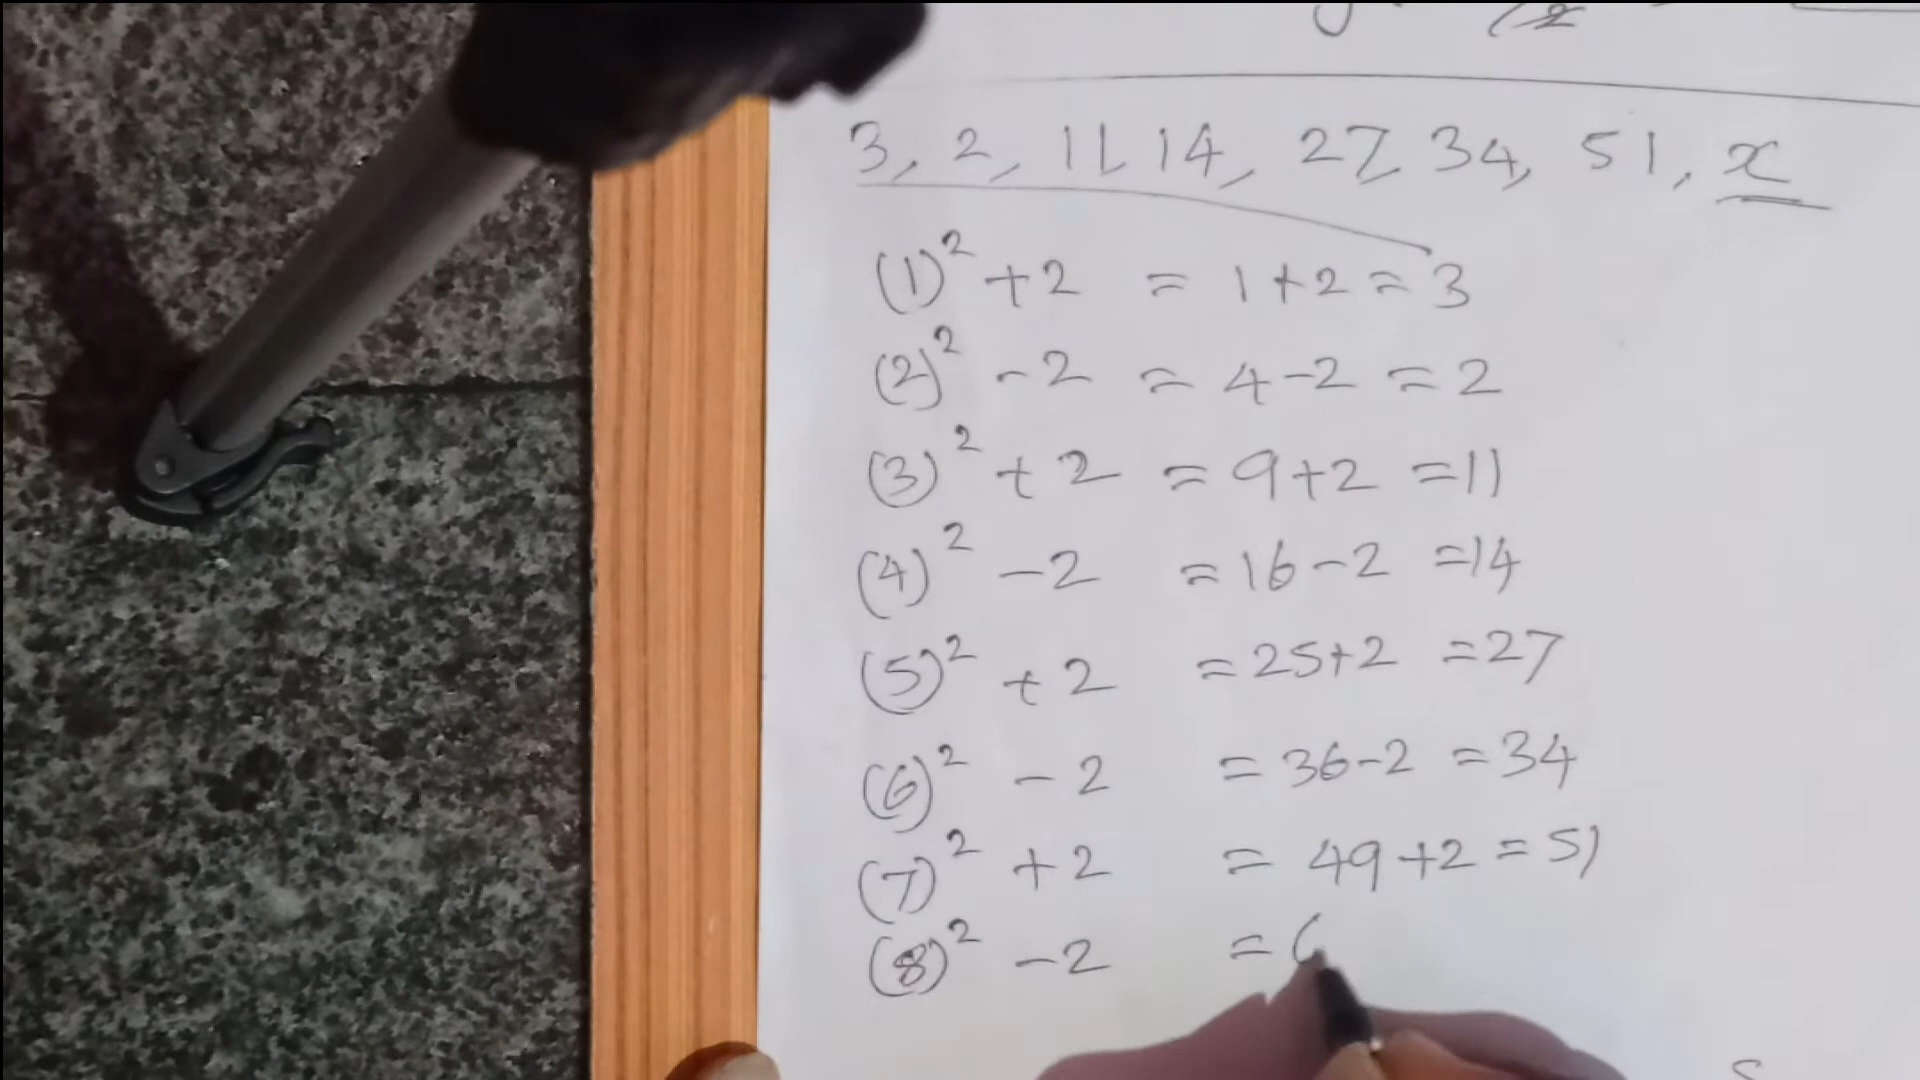 3, 2, 11, 14, 27, 34, 51, x
(1)² + 2 = 1 + 2 = 3
(2)² - 2 = 4 - 2 = 2
(3)² + 2 = 9 + 2 = 11
(4)² - 2 = 16 - 2 = 14
(5)² + 2 = 25 + 2 = 27
(6)² - 2 = 36 - 2 = 34
(7)² + 2 = 49 + 2 = 51
(8)² - 2 =